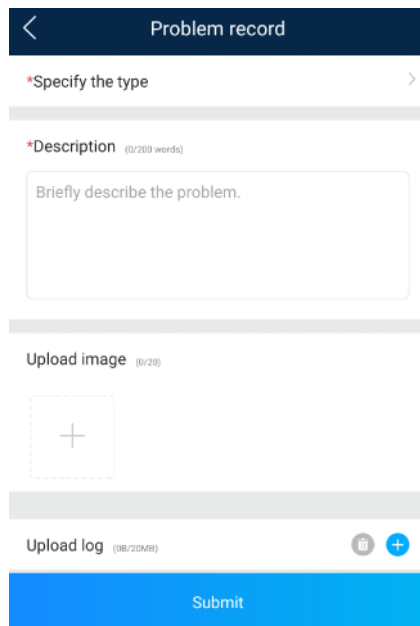 Problem record
*Specify the type
*Description (0/200 words)
Briefly describe the problem.
Upload image (0/20)
Upload log (0B/20MB)
Submit